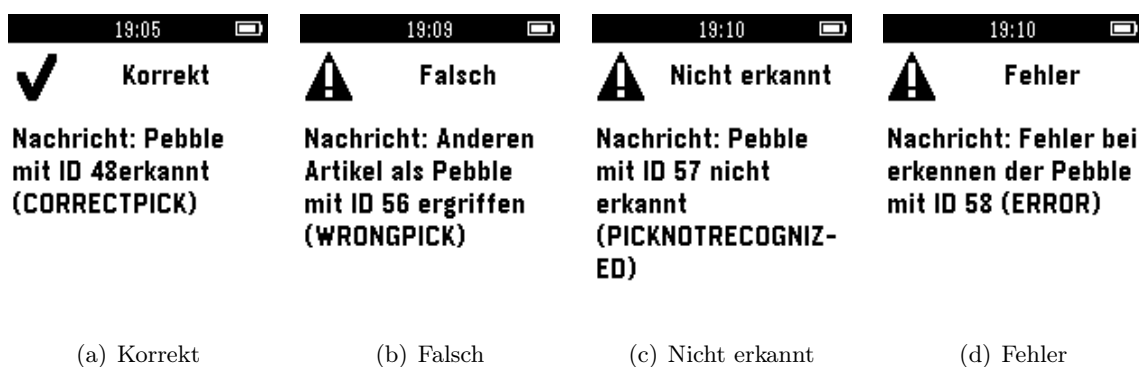 19:05
Korrekt
Nachricht: Pebble
mit ID 48erkannt
(CORRECTPICK)
(a) Korrekt
19:09
Falsch
Nachricht: Anderen
Artikel als Pebble
mit ID 56 ergriffen
(WRONGPICK)
(b) Falsch
19:10
Nicht erkannt
Nachricht: Pebble
mit ID 57 nicht
erkannt
(PICKNOTRECOGNIZ-
ED)
(c) Nicht erkannt
19:10
Fehler
Nachricht: Fehler bei
erkennen der Pebble
mit ID 58 (ERROR)
(d) Fehler